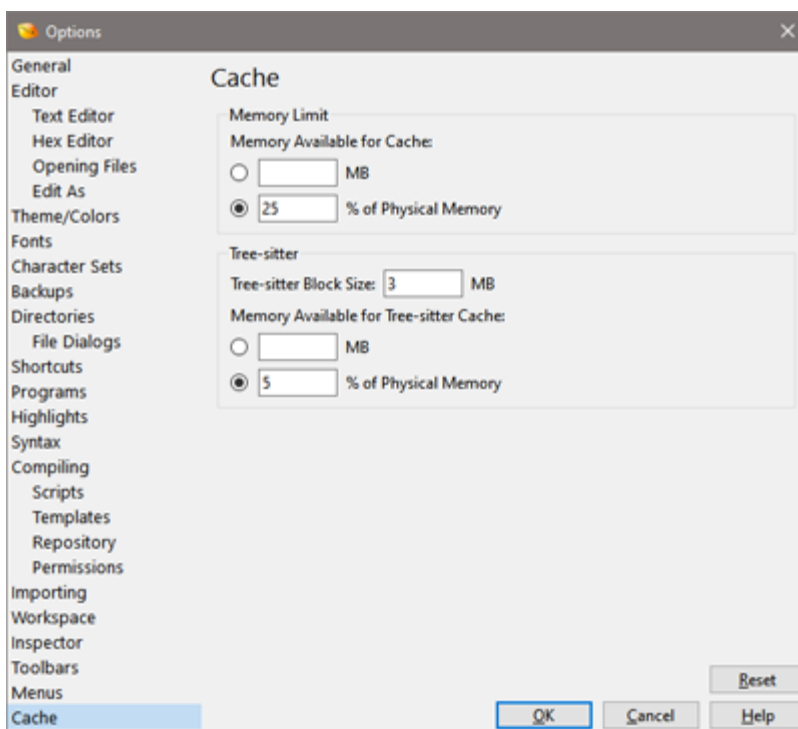 Options
General
Editor
Text Editor
Hex Editor
Opening Files
Edit As
Theme/Colors
Fonts
Character Sets
Backups
Directories
File Dialogs
Shortcuts
Programs
Highlights
Syntax
Compiling
Scripts
Templates
Repository
Permissions
Importing
Workspace
Inspector
Toolbars
Menus
Cache
Cache
Memory Limit
Memory Available for Cache:
MB
25 % of Physical Memory
Tree-sitter
Tree-sitter Block Size: 3 MB
Memory Available for Tree-sitter Cache:
MB
5 % of Physical Memory
Reset
OK Cancel Help